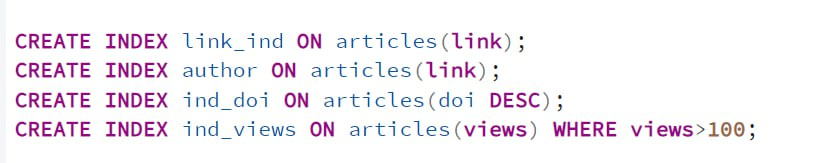 CREATE INDEX link_ind ON articles(link);
CREATE INDEX author ON articles(link);
CREATE INDEX ind_doi ON articles(doi DESC);
CREATE INDEX ind_views ON articles(views) WHERE views>100;